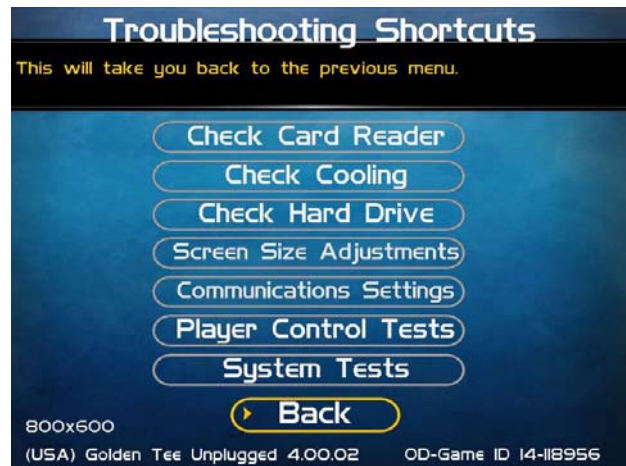 Troubleshooting Shortcuts
This will take you back to the previous menu.
Check Card Reader
Check Cooling
Check Hard Drive
Screen Size Adjustments
Communications Settings
Player Control Tests
System Tests
Back
800x600
(USA) Golden Tee Unplugged 4.00.02 OD-Game ID 14-118956